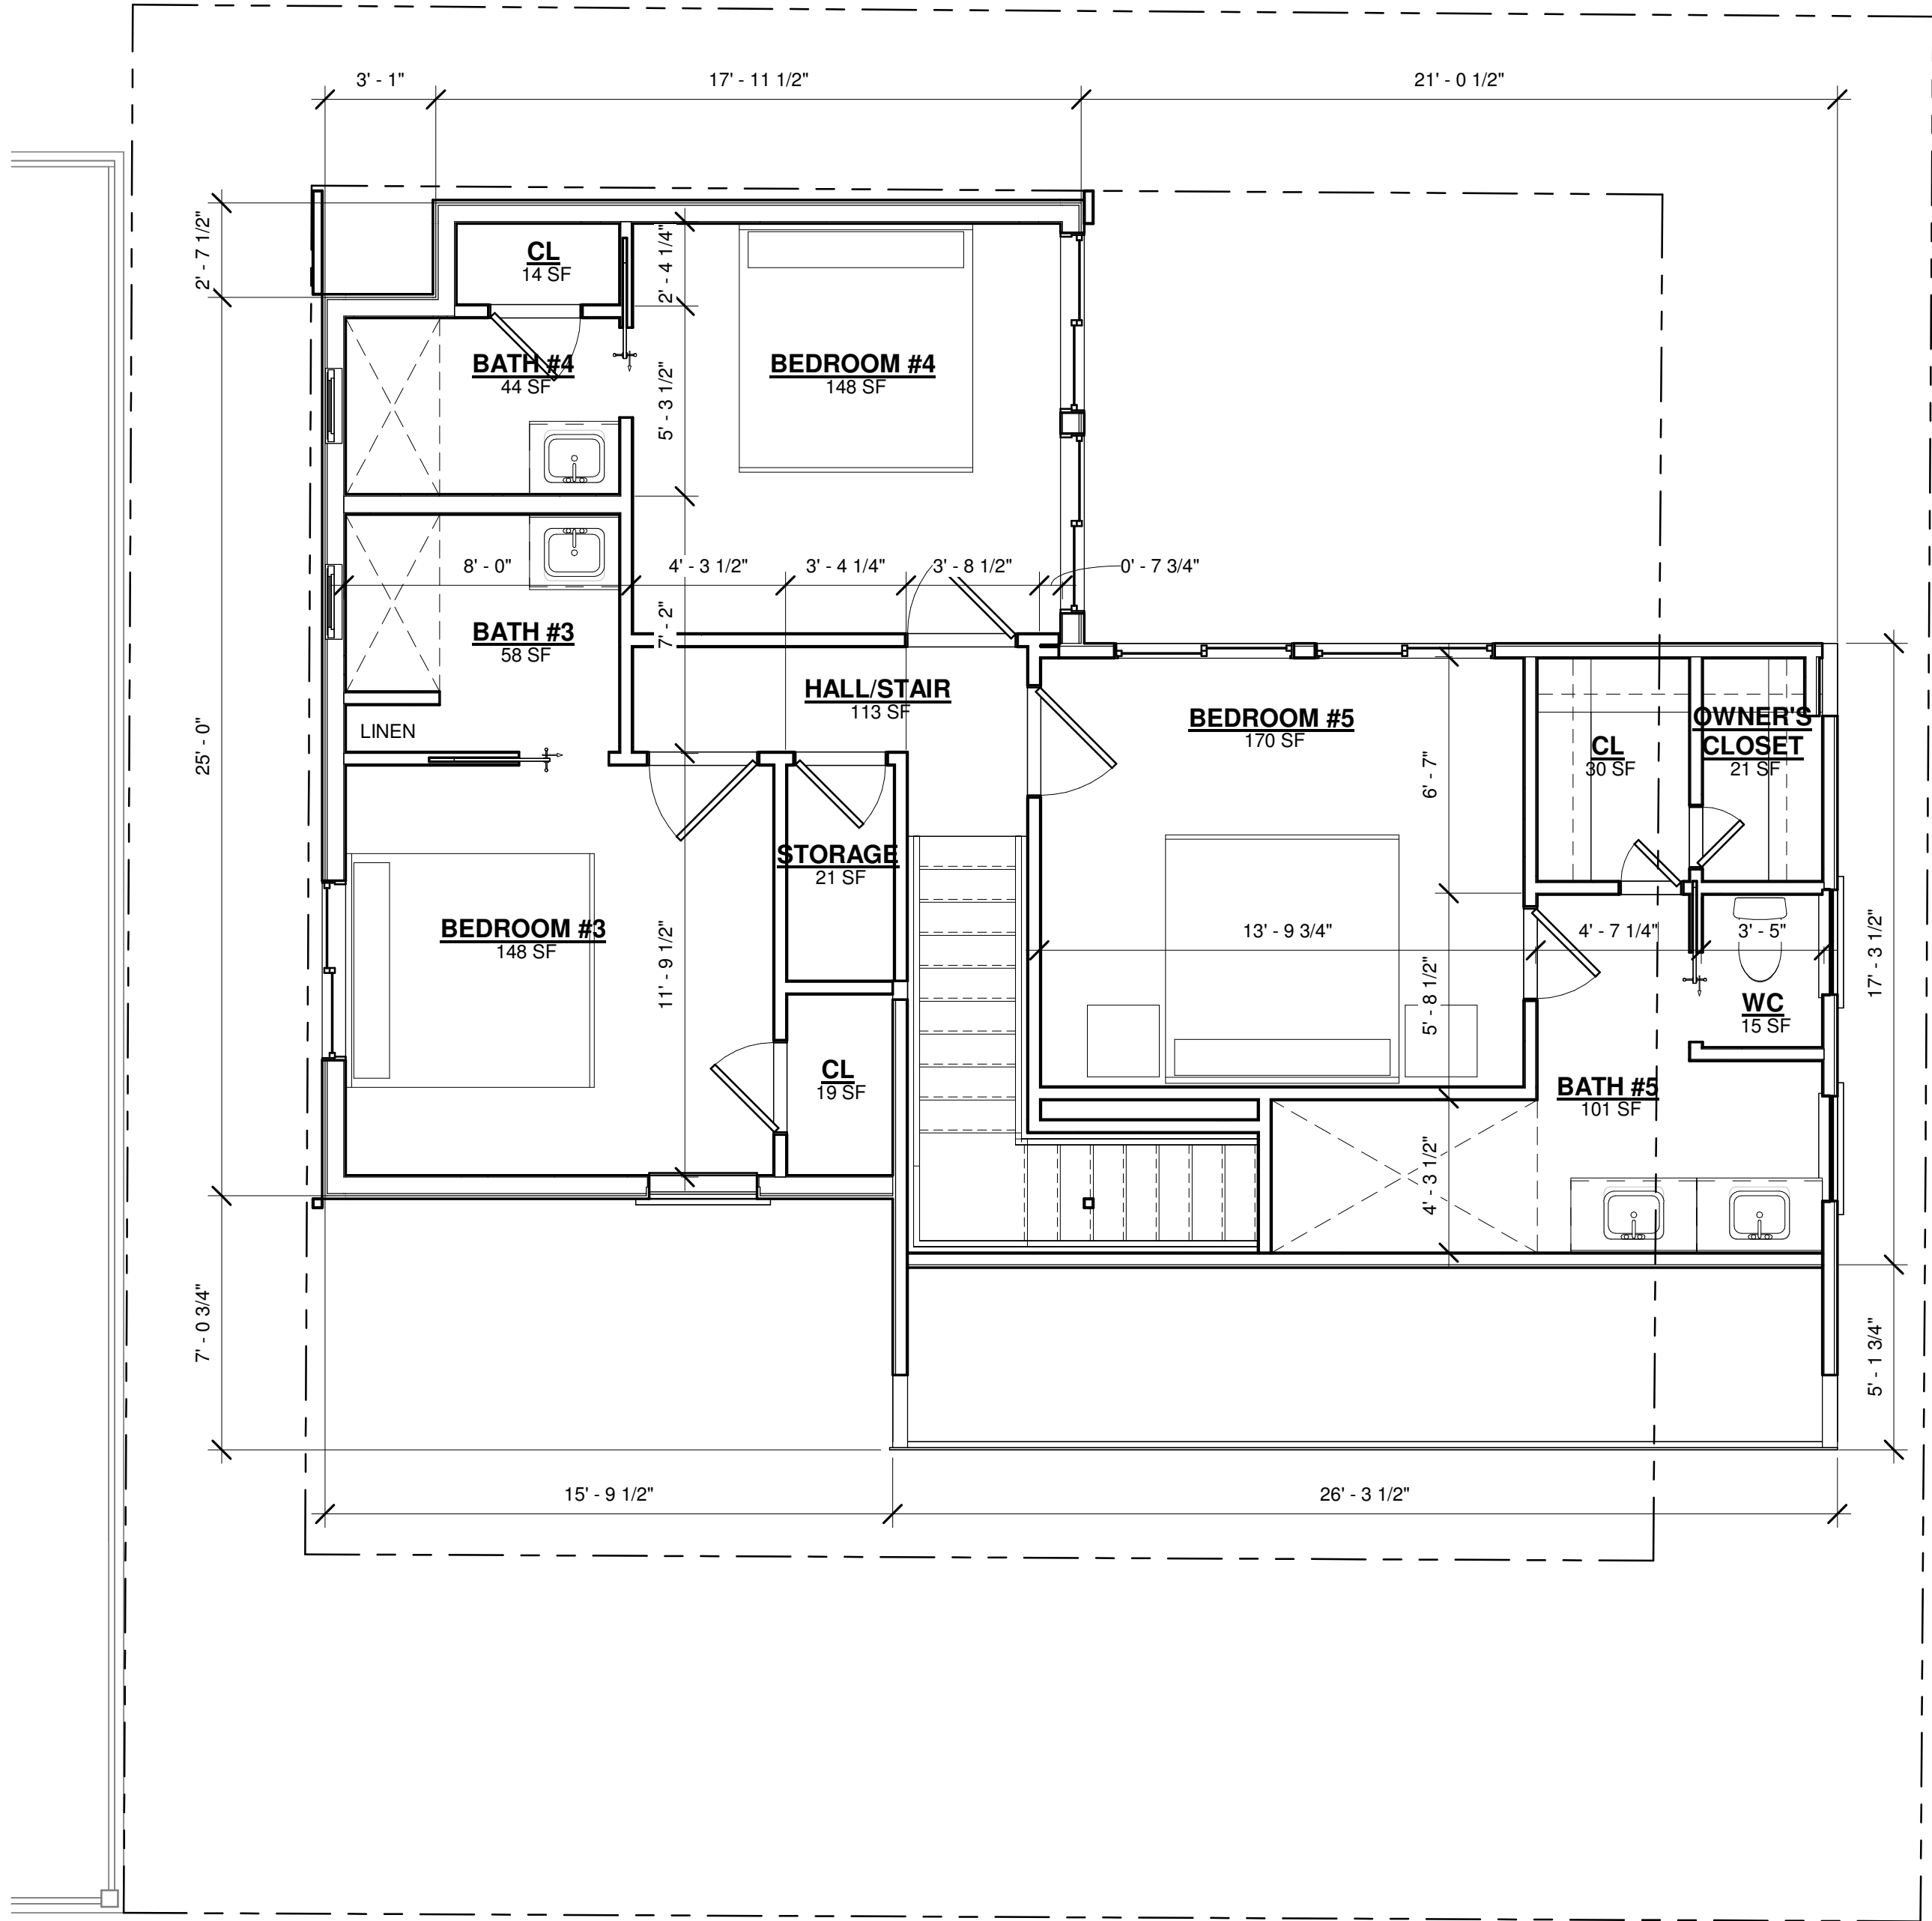 3' - 1"
17' - 11 1/2"
21' - 0 1/2"
2' - 7 1/2"
CL
14 SF
2' - 4 1/4"
BATH #4
44 SF
BEDROOM #4
148 SF
5' - 3 1/2"
8' - 0"
4' - 3 1/2"
3' - 4 1/4"
3' - 8 1/2"
0' - 7 3/4"
BATH #3
58 SF
7' - 2"
HALL/STAIR
113 SF
LINEN
25' - 0"
BEDROOM #5
170 SF
6' - 7"
CL
30 SF
OWNER'S
CLOSET
21 SF
STORAGE
21 SF
BEDROOM #3
148 SF
11' - 9 1/2"
13' - 9 3/4"
4' - 7 1/4"
3' - 5"
17' - 3 1/2"
5' - 8 1/2"
WC
15 SF
CL
19 SF
BATH #5
101 SF
4' - 3 1/2"
7' - 0 3/4"
5' - 1 3/4"
15' - 9 1/2"
26' - 3 1/2"